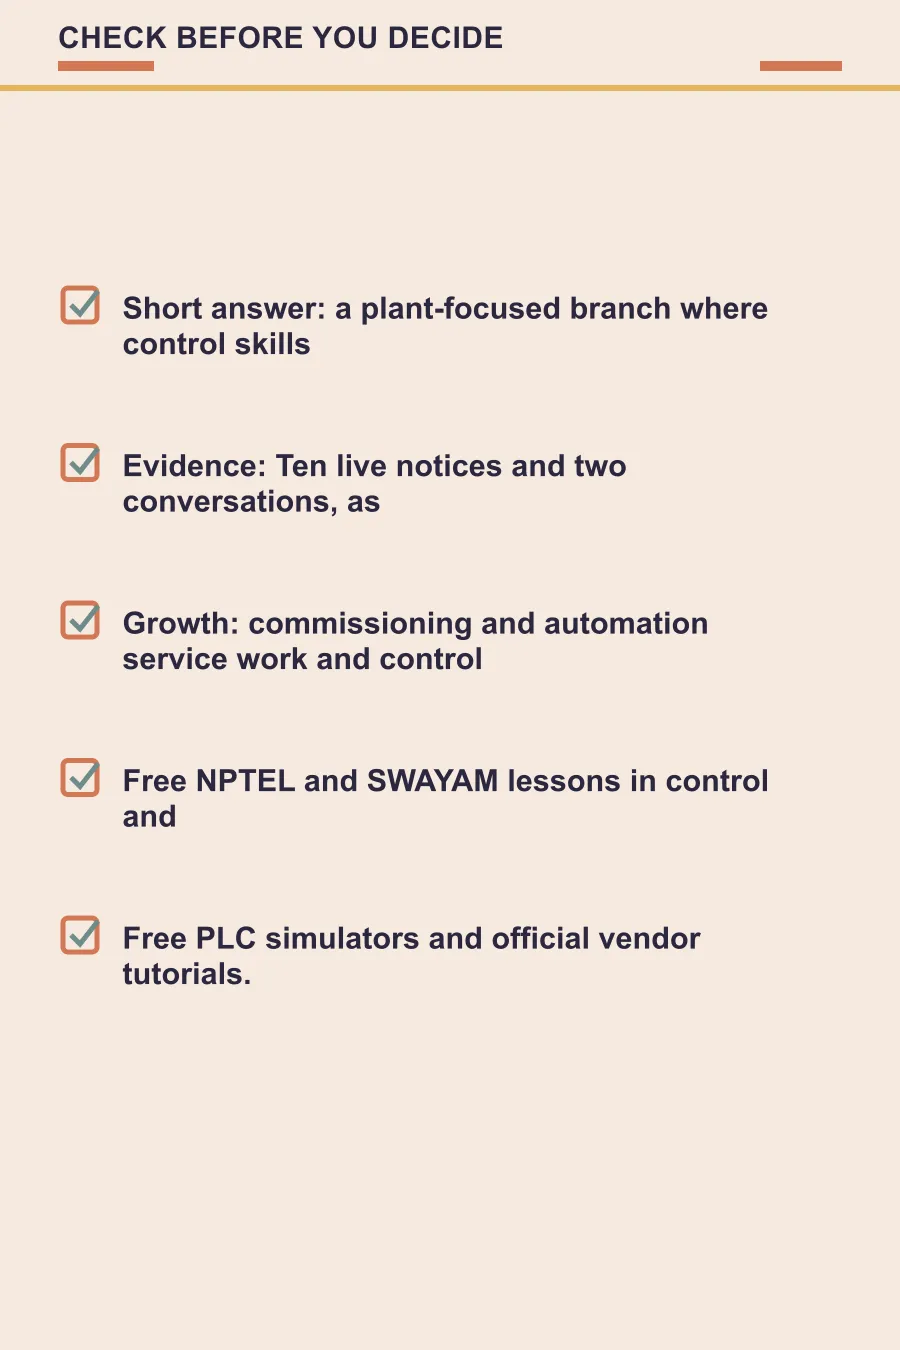 CHECK BEFORE YOU DECIDE
Short answer: a plant-focused branch where
control skills
Evidence: Ten live notices and two
conversations, as
Growth: commissioning and automation
service work and control
Free NPTEL and SWAYAM lessons in control
and
Free PLC simulators and official vendor
tutorials.